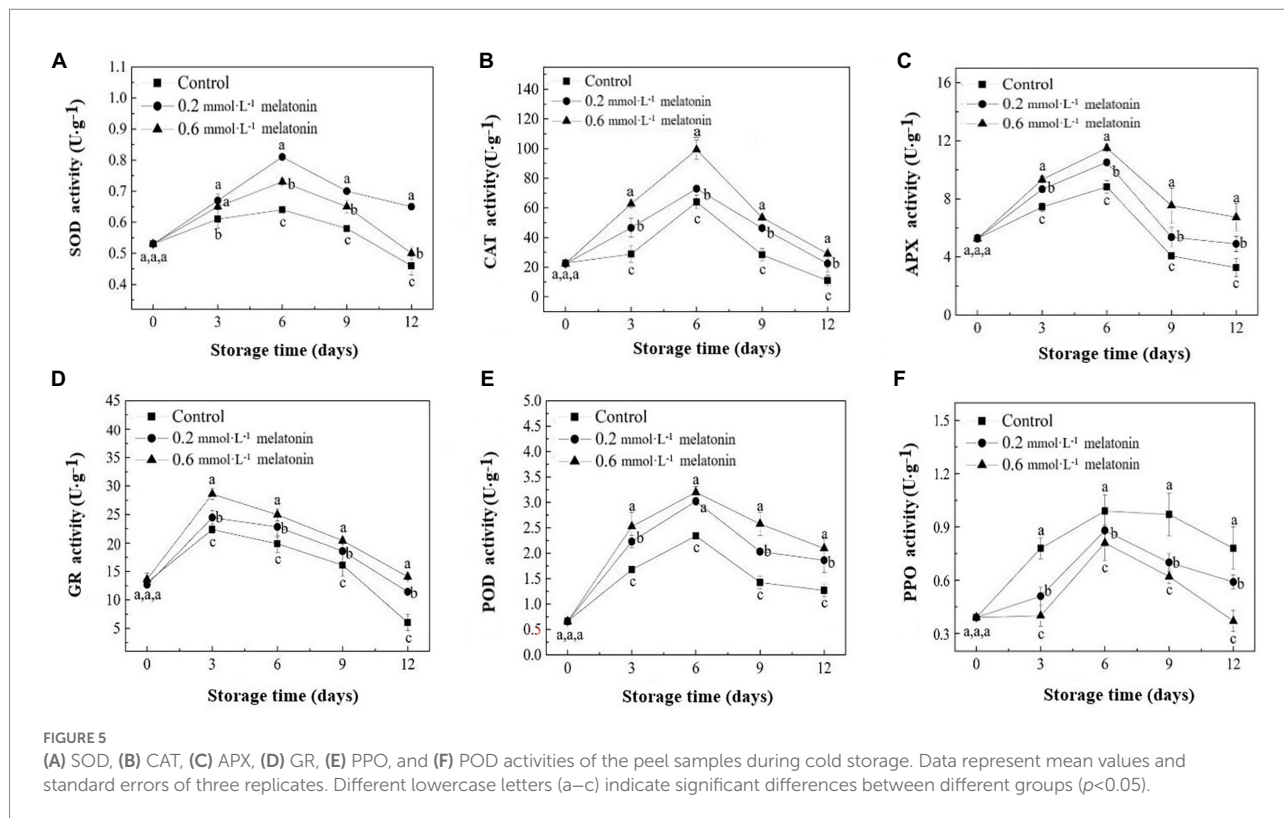 A
SOD activity (U·g⁻¹)
1.1
1.0
0.9
0.8
0.7
0.6
0.5
0.4
Control
0.2 mmol·L⁻¹ melatonin
0.6 mmol·L⁻¹ melatonin
a,a,a
a
a
b
a
b
c
a
b
c
a
b
c
0 3 6 9 12
Storage time (days)
B
CAT activity(U·g⁻¹)
140
120
100
80
60
40
20
0
Control
0.2 mmol·L⁻¹ melatonin
0.6 mmol·L⁻¹ melatonin
a,a,a
a
b
c
a
b
c
a
b
c
a
b
c
0 3 6 9 12
Storage time (days)
C
APX activity (U·g⁻¹)
16
12
8
4
0
Control
0.2 mmol·L⁻¹ melatonin
0.6 mmol·L⁻¹ melatonin
a,a,a
a
b
c
a
b
c
a
b
c
a
b
c
0 3 6 9 12
Storage time (days)
D
GR activity (U·g⁻¹)
45
40
35
30
25
20
15
10
5
Control
0.2 mmol·L⁻¹ melatonin
0.6 mmol·L⁻¹ melatonin
a,a,a
a
b
c
a
b
c
a
b
c
a
b
c
0 3 6 9 12
Storage time (days)
E
POD activity (U·g⁻¹)
5.0
4.5
4.0
3.5
3.0
2.5
2.0
1.5
1.0
0.5
0.0
Control
0.2 mmol·L⁻¹ melatonin
0.6 mmol·L⁻¹ melatonin
a,a,a
a
b
c
a
a
c
a
b
c
a
b
c
0 3 6 9 12
Storage time (days)
F
PPO activity (U·g⁻¹)
1.5
1.2
0.9
0.6
0.3
Control
0.2 mmol·L⁻¹ melatonin
0.6 mmol·L⁻¹ melatonin
a,a,a
a
b
c
a
b
c
a
b
c
a
b
c
0 3 6 9 12
Storage time (days)
FIGURE 5
(A) SOD, (B) CAT, (C) APX, (D) GR, (E) PPO, and (F) POD activities of the peel samples during cold storage. Data represent mean values and
standard errors of three replicates. Different lowercase letters (a–c) indicate significant differences between different groups (p<0.05).